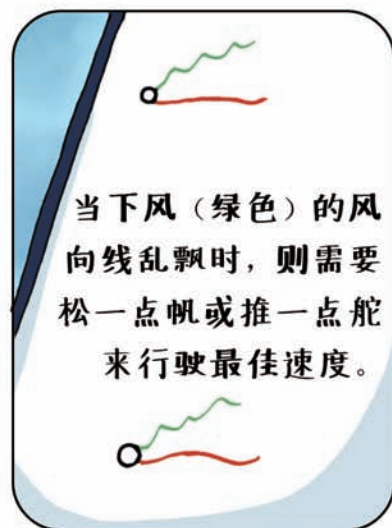 当下风（绿色）的风
向线乱飘时，则需要
松一点帆或推一点舵
来行驶最佳速度。